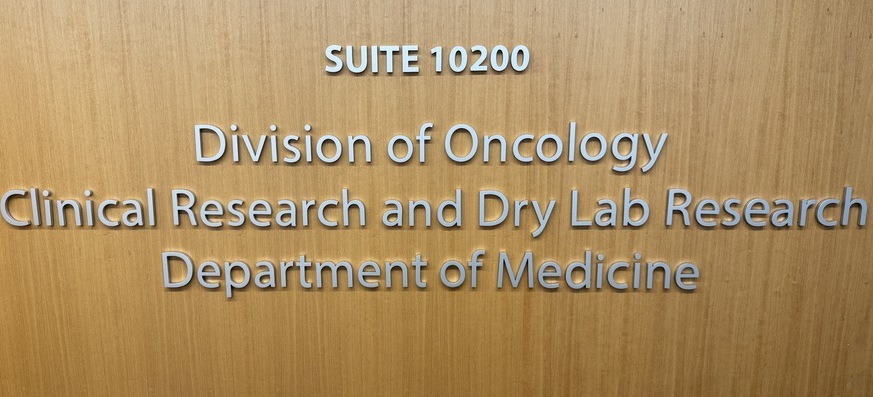 SUITE 10200
Division of Oncology
Clinical Research and Dry Lab Research
Department of Medicine